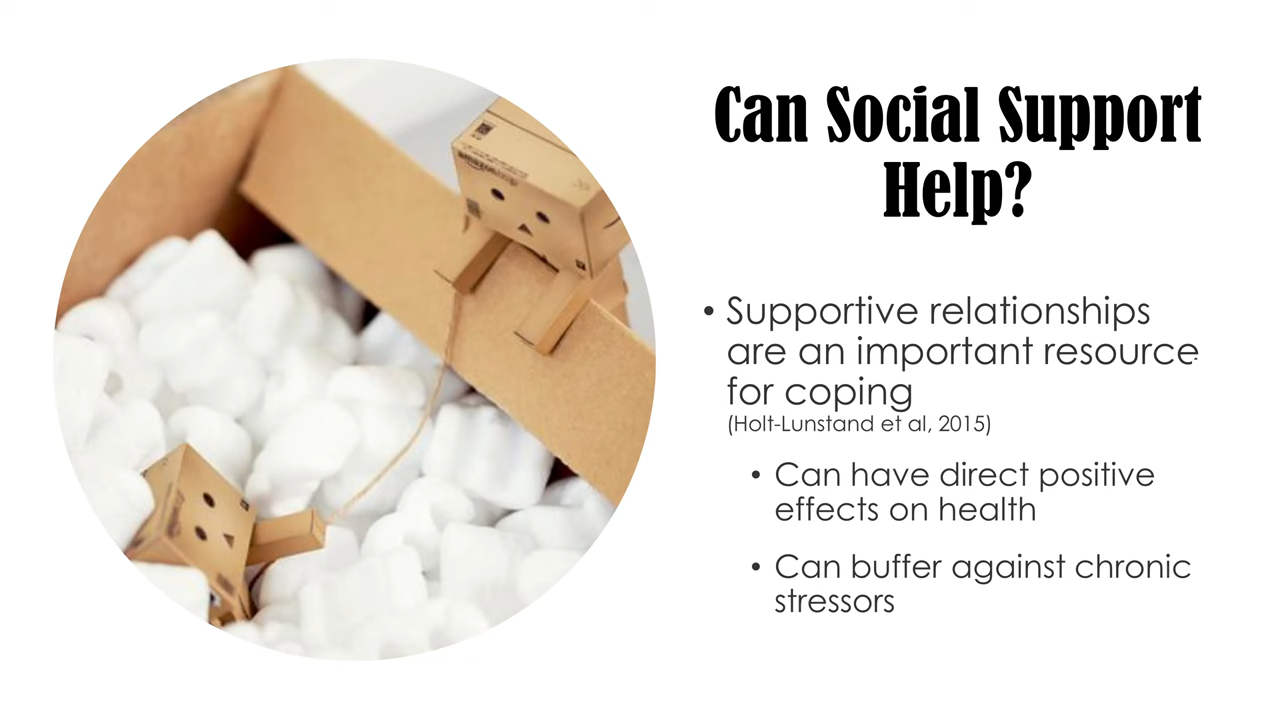 Can Social Support
Help?
• Supportive relationships
are an important resource
for coping
(Holt-Lunstand et al, 2015)
• Can have direct positive
effects on health
• Can buffer against chronic
stressors